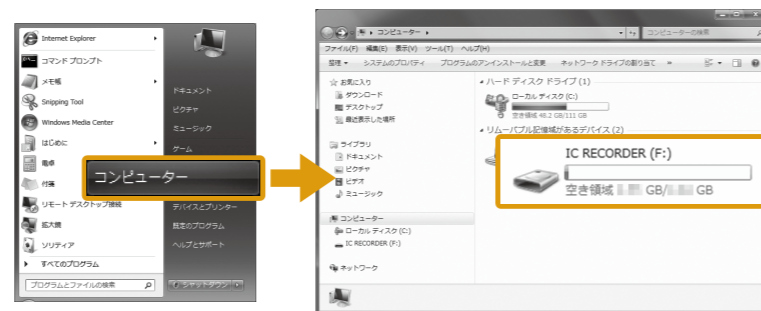 Internet Explorer
コマンド プロンプト
メモ帳
Snipping Tool
Windows Media Center
はじめに
電卓
付箋
リモート デスクトップ接続
拡大鏡
ソリティア
すべてのプログラム
プログラムとファイルの検索
ドキュメント
ピクチャ
ミュージック
ゲーム
コンピューター
デバイスとプリンター
既定のプログラム
ヘルプとサポート
シャットダウン
コンピューター
コンピューターの検索
ファイル(F) 編集(E) 表示(V) ツール(T) ヘルプ(H)
整理 システムのプロパティ プログラムのアンインストールと変更 ネットワーク ドライブの割り当て »
お気に入り
ダウンロード
デスクトップ
最近表示した場所
ライブラリ
ドキュメント
ピクチャ
ビデオ
ミュージック
コンピューター
ローカル ディスク (C:)
IC RECORDER (F:)
ネットワーク
ハード ディスク ドライブ (1)
ローカル ディスク (C:)
空き領域 46.2 GB/111 GB
リムーバブル記憶域があるデバイス (2)
IC RECORDER (F:)
空き領域 GB/ GB